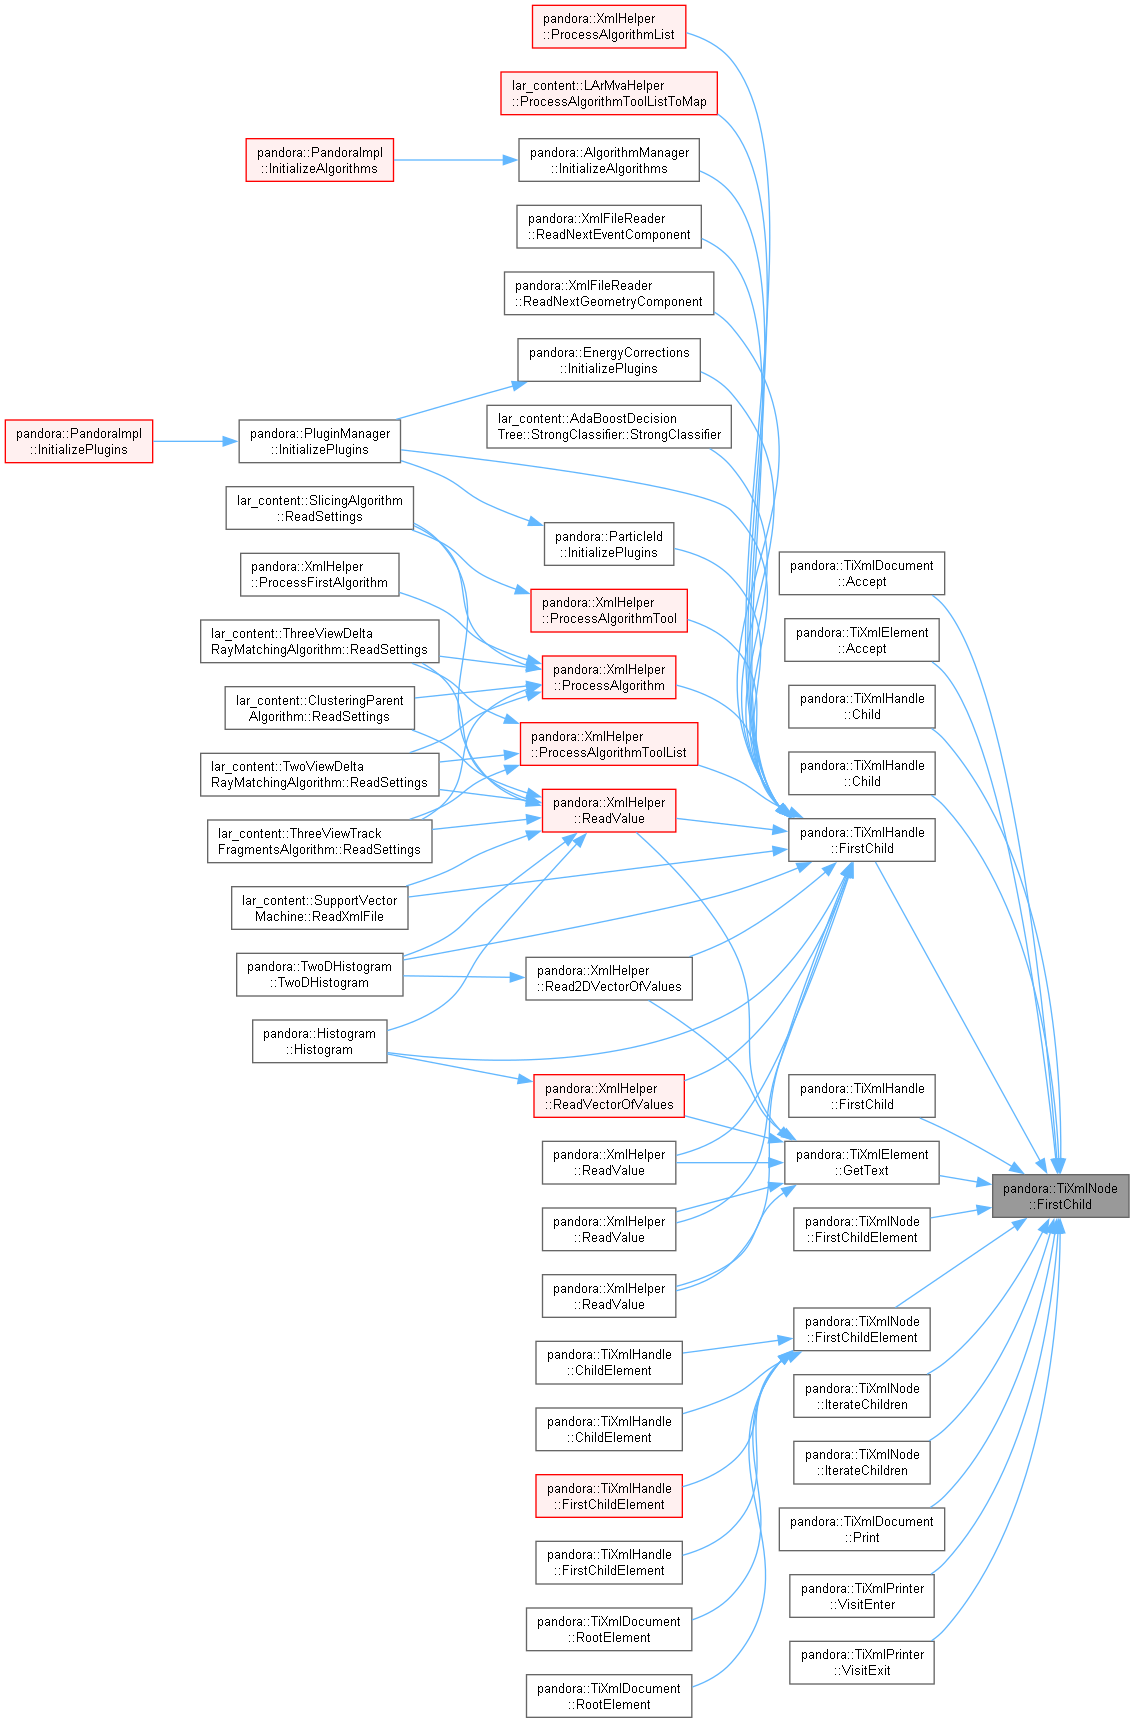 pandora::XmlHelper
::ProcessAlgorithmList
lar_content::LArMvaHelper
::ProcessAlgorithmToolListToMap
pandora::PandoraImpl
::InitializeAlgorithms
pandora::AlgorithmManager
::InitializeAlgorithms
pandora::XmlFileReader
::ReadNextEventComponent
pandora::XmlFileReader
::ReadNextGeometryComponent
pandora::EnergyCorrections
::InitializePlugins
lar_content::AdaBoostDecision
Tree::StrongClassifier::StrongClassifier
pandora::PandoraImpl
::InitializePlugins
pandora::PluginManager
::InitializePlugins
lar_content::SlicingAlgorithm
::ReadSettings
pandora::ParticleId
::InitializePlugins
pandora::XmlHelper
::ProcessFirstAlgorithm
pandora::TiXmlDocument
::Accept
pandora::XmlHelper
::ProcessAlgorithmTool
lar_content::ThreeViewDelta
RayMatchingAlgorithm::ReadSettings
pandora::TiXmlElement
::Accept
pandora::XmlHelper
::ProcessAlgorithm
lar_content::ClusteringParent
Algorithm::ReadSettings
pandora::TiXmlHandle
::Child
pandora::XmlHelper
::ProcessAlgorithmToolList
lar_content::TwoViewDelta
RayMatchingAlgorithm::ReadSettings
pandora::TiXmlHandle
::Child
pandora::XmlHelper
::ReadValue
lar_content::ThreeViewTrack
FragmentsAlgorithm::ReadSettings
pandora::TiXmlHandle
::FirstChild
lar_content::SupportVector
Machine::ReadXmlFile
pandora::TwoDHistogram
::TwoDHistogram
pandora::XmlHelper
::Read2DVectorOfValues
pandora::Histogram
::Histogram
pandora::XmlHelper
::ReadVectorOfValues
pandora::TiXmlHandle
::FirstChild
pandora::XmlHelper
::ReadValue
pandora::TiXmlElement
::GetText
pandora::TiXmlNode
::FirstChild
pandora::XmlHelper
::ReadValue
pandora::TiXmlNode
::FirstChildElement
pandora::XmlHelper
::ReadValue
pandora::TiXmlNode
::FirstChildElement
pandora::TiXmlHandle
::ChildElement
pandora::TiXmlNode
::IterateChildren
pandora::TiXmlHandle
::ChildElement
pandora::TiXmlNode
::IterateChildren
pandora::TiXmlHandle
::FirstChildElement
pandora::TiXmlDocument
::Print
pandora::TiXmlHandle
::FirstChildElement
pandora::TiXmlPrinter
::VisitEnter
pandora::TiXmlDocument
::RootElement
pandora::TiXmlPrinter
::VisitExit
pandora::TiXmlDocument
::RootElement